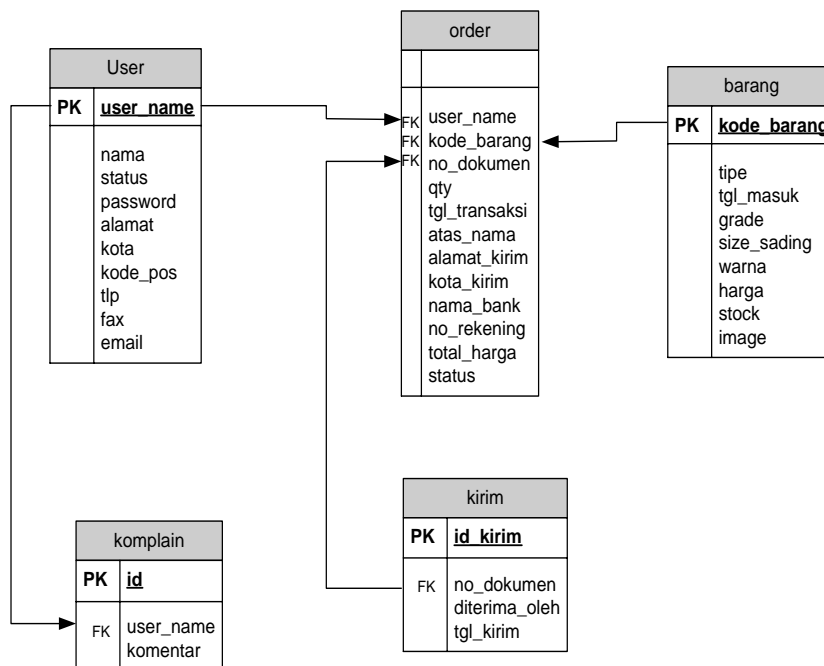 User
PK user_name
nama
status
password
alamat
kota
kode_pos
tlp
fax
email
order
FK user_name
FK kode_barang
FK no_dokumen
qty
tgl_transaksi
atas_nama
alamat_kirim
kota_kirim
nama_bank
no_rekening
total_harga
status
barang
PK kode_barang
tipe
tgl_masuk
grade
size_sading
warna
harga
stock
image
komplain
PK id
FK user_name
komentar
kirim
PK id_kirim
FK no_dokumen
diterima_oleh
tgl_kirim